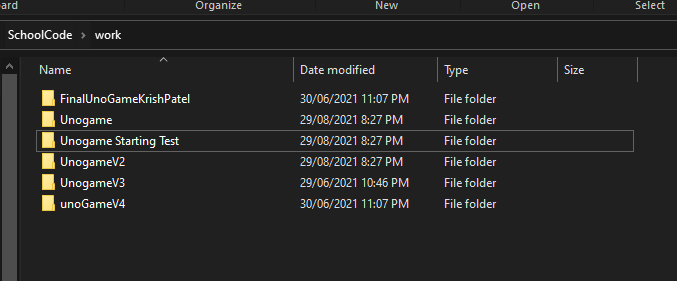 ard Organize New Open Select
SchoolCode > work
Name Date modified Type Size
FinalUnoGameKrishPatel 30/06/2021 11:07 PM File folder
Unogame 29/08/2021 8:27 PM File folder
Unogame Starting Test 29/08/2021 8:27 PM File folder
UnogameV2 29/08/2021 8:27 PM File folder
UnogameV3 29/06/2021 10:46 PM File folder
unoGameV4 30/06/2021 11:07 PM File folder